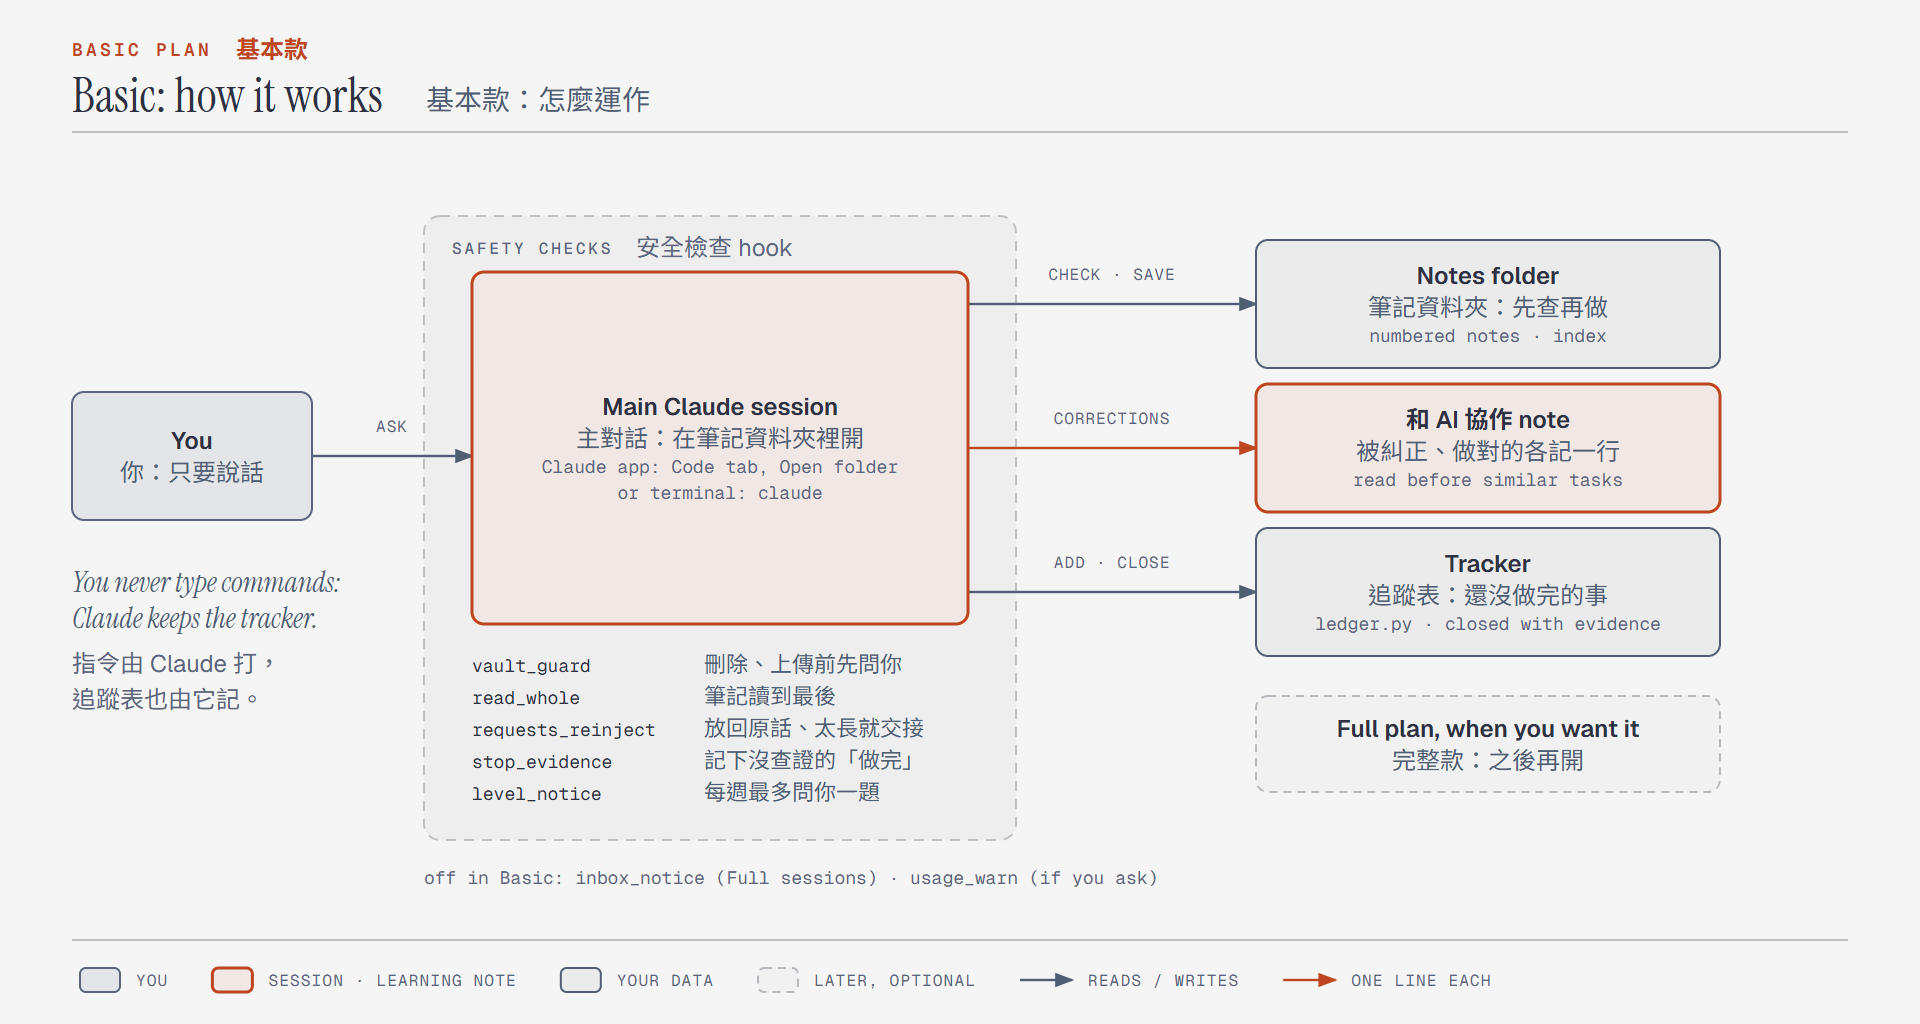 BASIC PLAN 基本款
Basic: how it works 基本款：怎麼運作
SAFETY CHECKS 安全檢查 hook
You
你：只要說話
ASK
You never type commands:
Claude keeps the tracker.
指令由 Claude 打，
追蹤表也由它記。
Main Claude session
主對話：在筆記資料夾裡開
Claude app: Code tab, Open folder
or terminal: claude
vault_guard 刪除、上傳前先問你
read_whole 筆記讀到最後
requests_reinject 放回原話、太長就交接
stop_evidence 記下沒查證的「做完」
level_notice 每週最多問你一題
CHECK · SAVE
Notes folder
筆記資料夾：先查再做
numbered notes · index
CORRECTIONS
和 AI 協作 note
被糾正、做對的各記一行
read before similar tasks
ADD · CLOSE
Tracker
追蹤表：還沒做完的事
ledger.py · closed with evidence
Full plan, when you want it
完整款：之後再開
off in Basic: inbox_notice (Full sessions) · usage_warn (if you ask)
YOU
SESSION · LEARNING NOTE
YOUR DATA
LATER, OPTIONAL
READS / WRITES
ONE LINE EACH